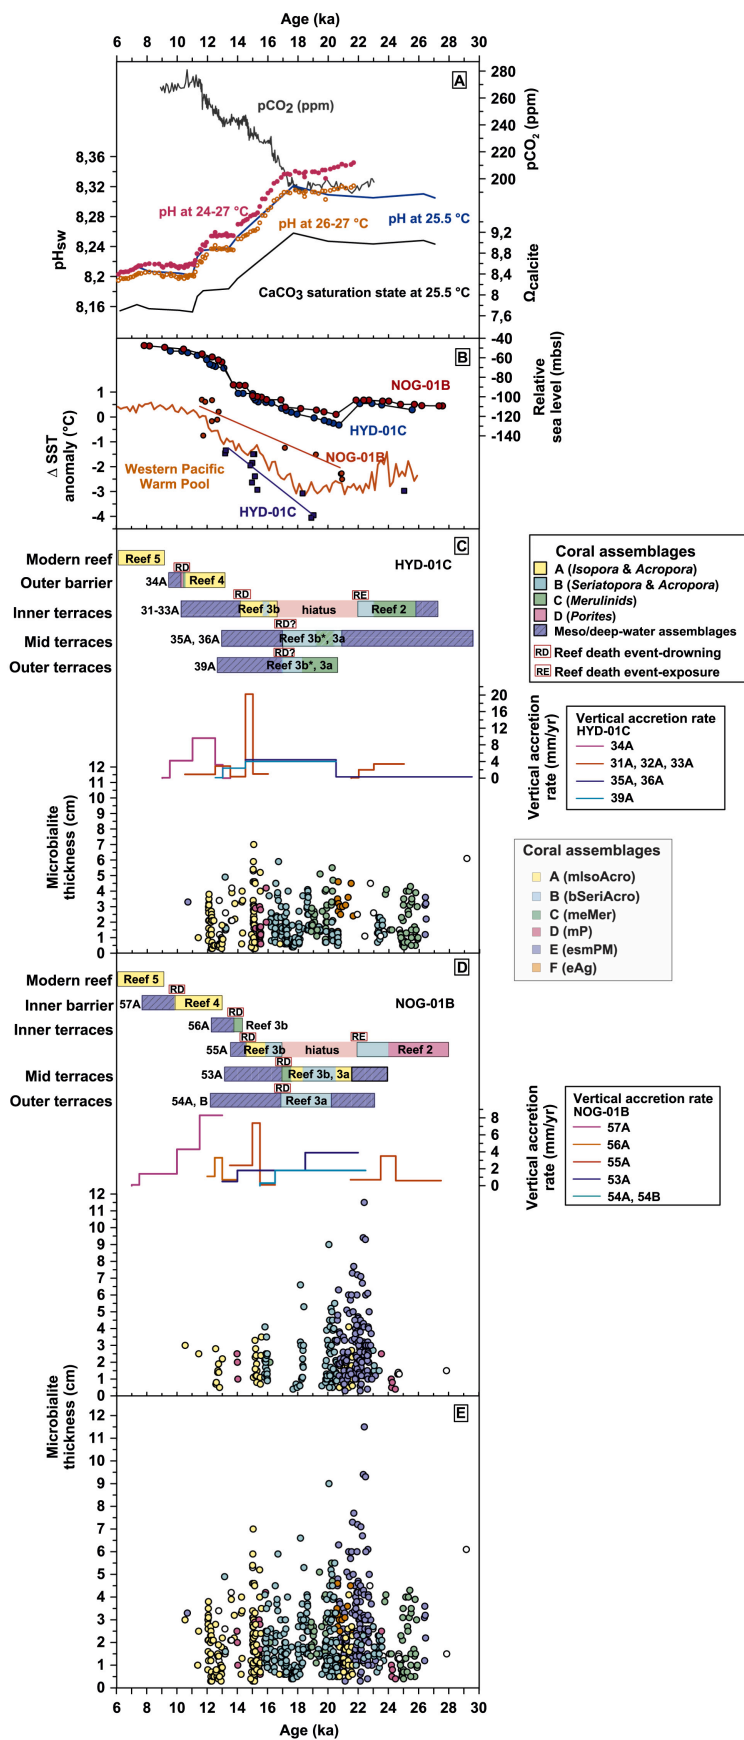 Age (ka)
6 8 10 12 14 16 18 20 22 24 26 28 30
A
280
260
240
220
200
pCO2 (ppm)
pCO2 (ppm)
8,36
8,32
8,28
8,24
8,2
8,16
pHsw
pH at 24-27 °C
pH at 26-27 °C
pH at 25.5 °C
9,2
8,8
8,4
8
7,6
Ωcalcite
CaCO3 saturation state at 25.5 °C
B
-40
-60
-80
-100
-120
-140
Relative
sea level (mbsl)
NOG-01B
HYD-01C
1
0
-1
-2
-3
-4
Δ SST
anomaly (°C)
NOG-01B
Western Pacific
Warm Pool
HYD-01C
C
HYD-01C
Modern reef
Reef 5
RD
Outer barrier
34A
Reef 4
RD
RE
Inner terraces
31-33A
Reef 3b
hiatus
Reef 2
RD?
Mid terraces
35A, 36A
Reef 3b*, 3a
RD?
Outer terraces
39A
Reef 3b*, 3a
Coral assemblages
A (Isopora & Acropora)
B (Seriatopora & Acropora)
C (Merulinids)
D (Porites)
Meso/deep-water assemblages
RD Reef death event-drowning
RE Reef death event-exposure
20
16
12
8
4
0
Vertical accretion
rate (mm/yr)
Vertical accretion rate
HYD-01C
34A
31A, 32A, 33A
35A, 36A
39A
12
11
10
9
8
7
6
5
4
3
2
1
0
Microbialite
thickness (cm)
Coral assemblages
A (mIsoAcro)
B (bSeriAcro)
C (meMer)
D (mP)
E (esmPM)
F (eAg)
D
NOG-01B
Modern reef
Reef 5
RD
Inner barrier
57A
Reef 4
RD
Inner terraces
56A
Reef 3b
RD
RE
55A
Reef 3b
hiatus
Reef 2
RD
Mid terraces
53A
Reef 3b, 3a
RD
Outer terraces
54A, B
Reef 3a
8
6
4
2
0
Vertical accretion
rate (mm/yr)
Vertical accretion rate
NOG-01B
57A
56A
55A
53A
54A, 54B
12
11
10
9
8
7
6
5
4
3
2
1
0
Microbialite
thickness (cm)
E
12
11
10
9
8
7
6
5
4
3
2
1
0
6 8 10 12 14 16 18 20 22 24 26 28 30
Age (ka)